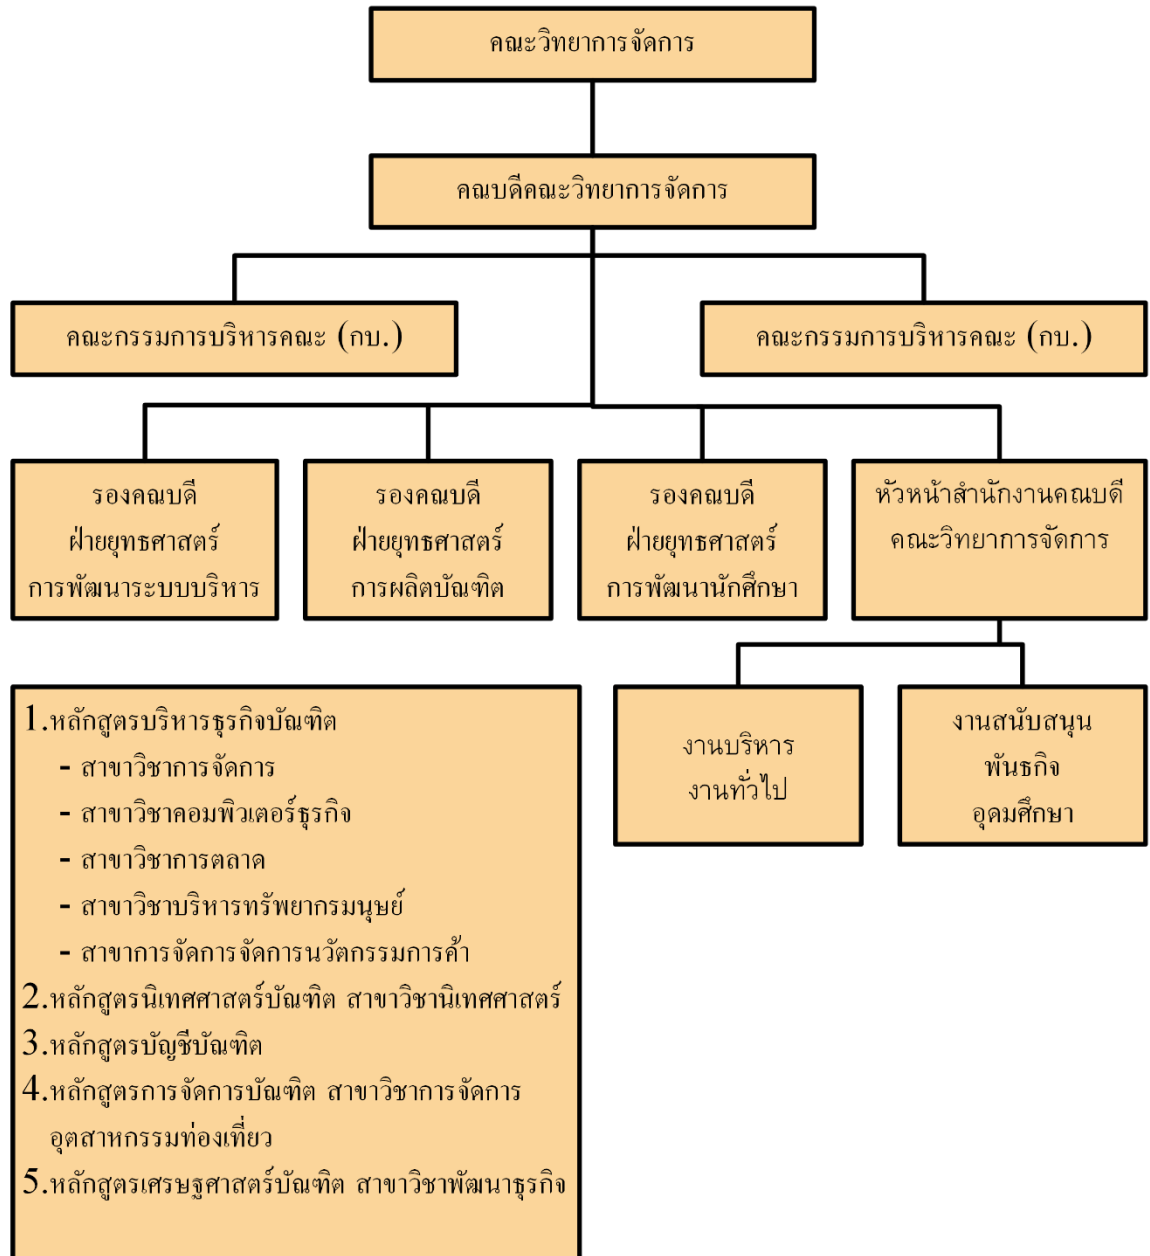 คณะวิทยาการจัดการ
คณบดีคณะวิทยาการจัดการ
คณะกรรมการบริหารคณะ (กบ.)
คณะกรรมการบริหารคณะ (กบ.)
รองคณบดี
ฝ่ายยุทธศาสตร์
การพัฒนาระบบบริหาร
รองคณบดี
ฝ่ายยุทธศาสตร์
การผลิตบัณฑิต
รองคณบดี
ฝ่ายยุทธศาสตร์
การพัฒนานักศึกษา
หัวหน้าสำนักงานคณบดี
คณะวิทยาการจัดการ
1.หลักสูตรบริหารธุรกิจบัณฑิต
- สาขาวิชาการจัดการ
- สาขาวิชาคอมพิวเตอร์ธุรกิจ
- สาขาวิชาการตลาด
- สาขาวิชาบริหารทรัพยากรมนุษย์
- สาขาการจัดการจัดการนวัตกรรมการค้า
2.หลักสูตรนิเทศศาสตร์บัณฑิต สาขาวิชานิเทศศาสตร์
3.หลักสูตรบัญชีบัณฑิต
4.หลักสูตรการจัดการบัณฑิต สาขาวิชาการจัดการ
อุตสาหกรรมท่องเที่ยว
5.หลักสูตรเศรษฐศาสตร์บัณฑิต สาขาวิชาพัฒนาธุรกิจ
งานบริหาร
งานทั่วไป
งานสนับสนุน
พันธกิจ
อุดมศึกษา